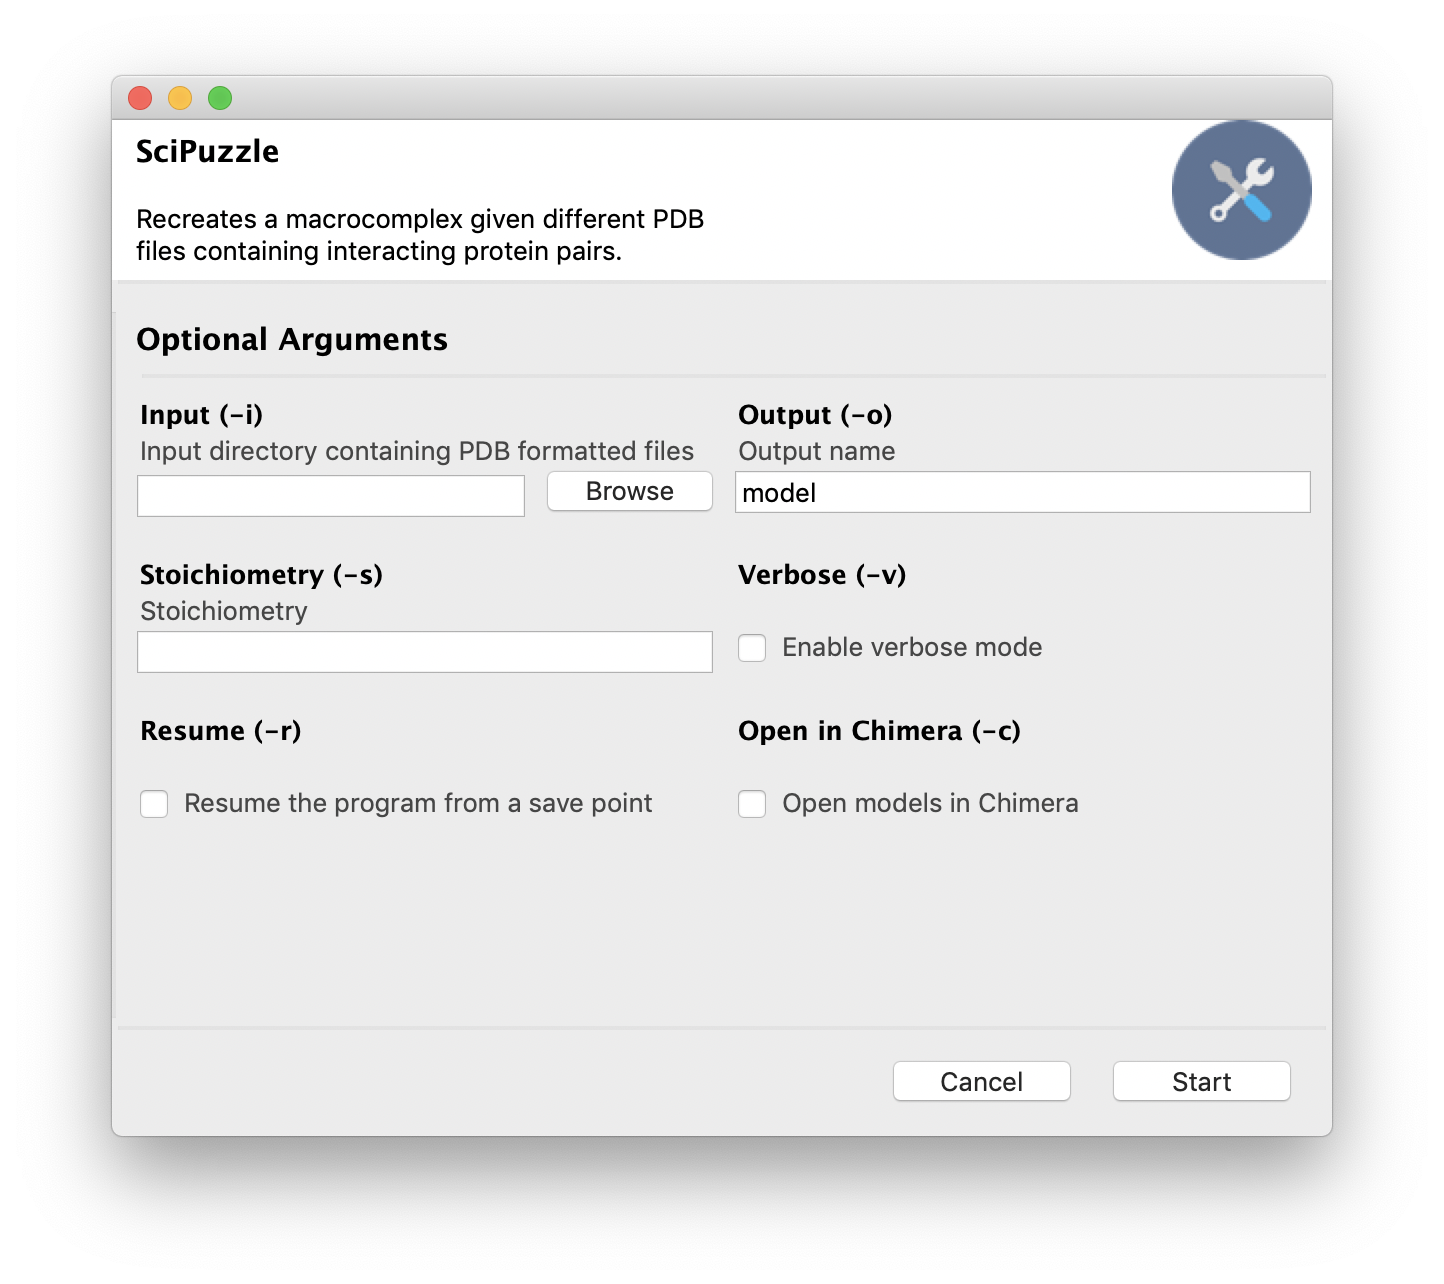 SciPuzzle
Recreates a macrocomplex given different PDB
files containing interacting protein pairs.
Optional Arguments
Input (-i)
Input directory containing PDB formatted files
Browse
Output (-o)
Output name
model
Stoichiometry (-s)
Stoichiometry
Verbose (-v)
Enable verbose mode
Resume (-r)
Resume the program from a save point
Open in Chimera (-c)
Open models in Chimera
Cancel
Start